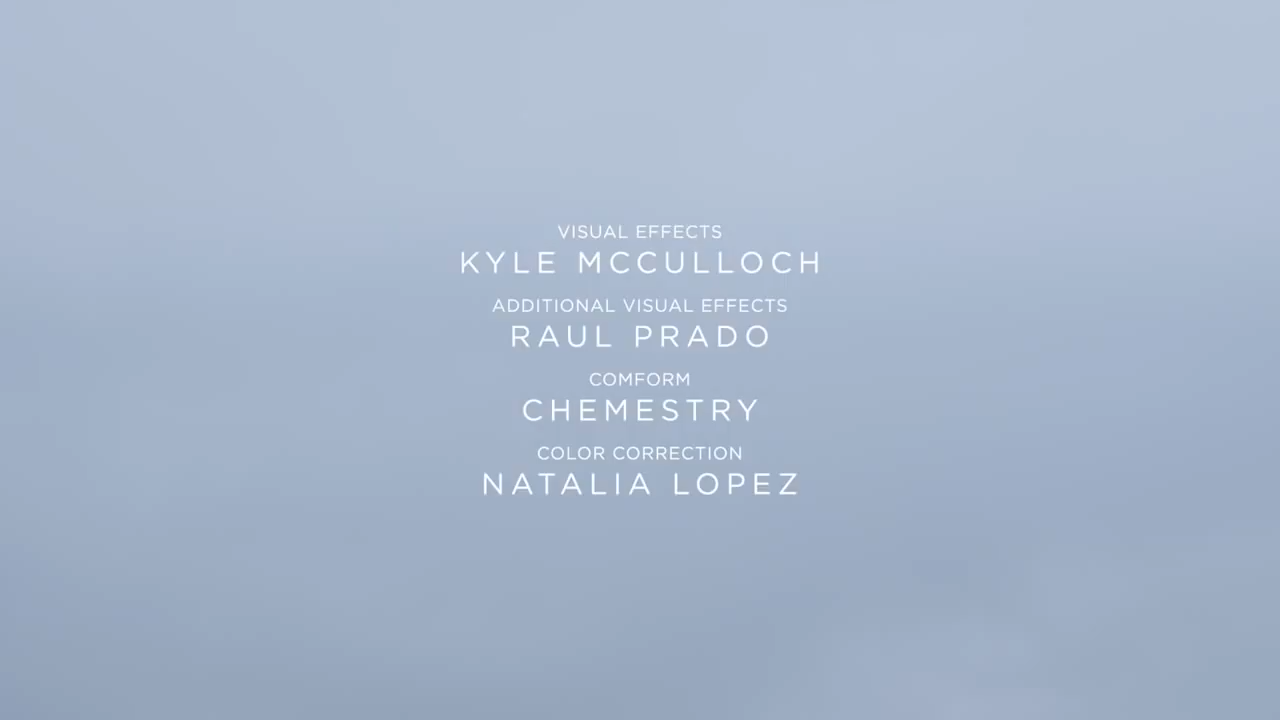 VISUAL EFFECTS
KYLE MCCULLOCH
ADDITIONAL VISUAL EFFECTS
RAUL PRADO
COMFORM
CHEMESTRY
COLOR CORRECTION
NATALIA LOPEZ